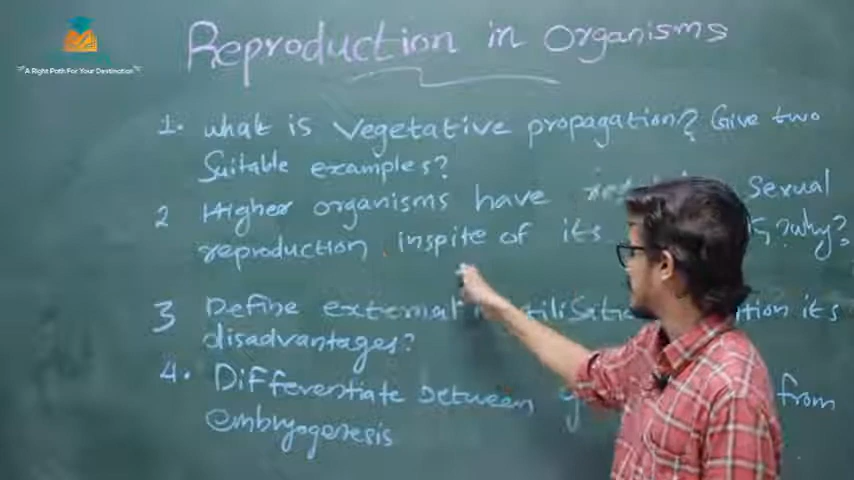 A Right Path For Your Destination
Reproduction in Organisms
1. what is vegetative propagation? Give two
Suitable examples?
2 Higher organisms have sexual
reproduction inspite of its ?why?
3 Define external its
disadvantages?
4. Differentiate between from
embryogenesis